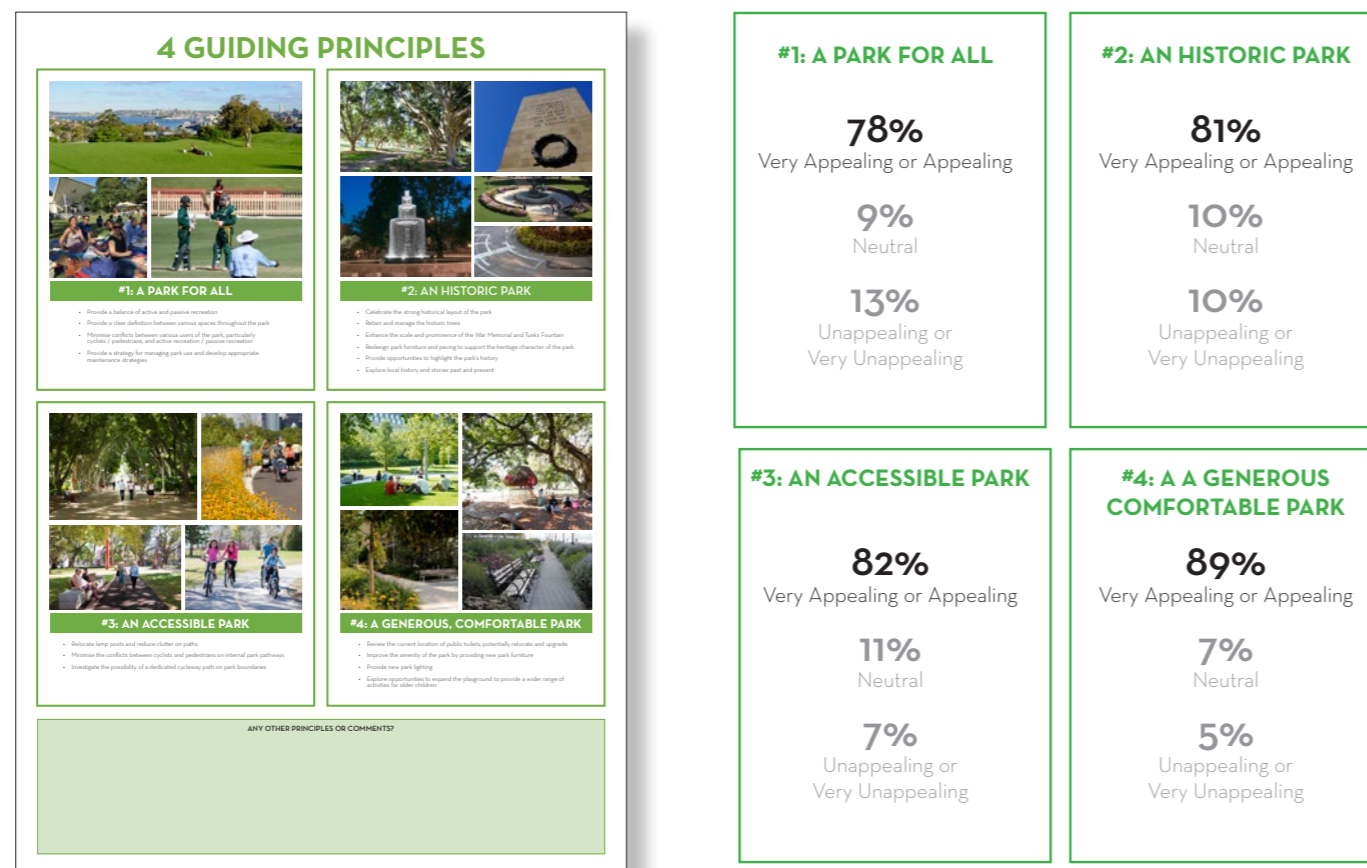 4 GUIDING PRINCIPLES
#1: A PARK FOR ALL
• Provide a balance of active and passive recreation
• Provide a clear definition between various spaces throughout the park
• Minimise conflicts between various users of the park, particularly
cyclists / pedestrians, and active recreation / passive recreation
• Provide a strategy for managing park use and develop appropriate
maintenance strategies
#2: AN HISTORIC PARK
• Celebrate the strong historical layout of the park
• Retain and manage the historic trees
• Enhance the scale and prominence of the War Memorial and Tunks Fountain
• Redesign park furniture and paving to support the heritage character of the park
• Provide opportunities to highlight the park's history
• Explore local history and stories past and present
#3: AN ACCESSIBLE PARK
• Relocate lamp posts and reduce clutter on paths
• Minimise the conflicts between cyclists and pedestrians on internal park pathways
• Investigate the possibility of a dedicated cycleway path on park boundaries
#4: A GENEROUS, COMFORTABLE PARK
• Review the current location of public toilets, potentially relocate and upgrade
• Improve the amenity of the park by providing new park furniture
• Provide new park lighting
• Explore opportunities to expand the playground to provide a wider range of
activities for older children
ANY OTHER PRINCIPLES OR COMMENTS?
#1: A PARK FOR ALL
78%
Very Appealing or Appealing
9%
Neutral
13%
Unappealing or
Very Unappealing
#2: AN HISTORIC PARK
81%
Very Appealing or Appealing
10%
Neutral
10%
Unappealing or
Very Unappealing
#3: AN ACCESSIBLE PARK
82%
Very Appealing or Appealing
11%
Neutral
7%
Unappealing or
Very Unappealing
#4: A A GENEROUS
COMFORTABLE PARK
89%
Very Appealing or Appealing
7%
Neutral
5%
Unappealing or
Very Unappealing